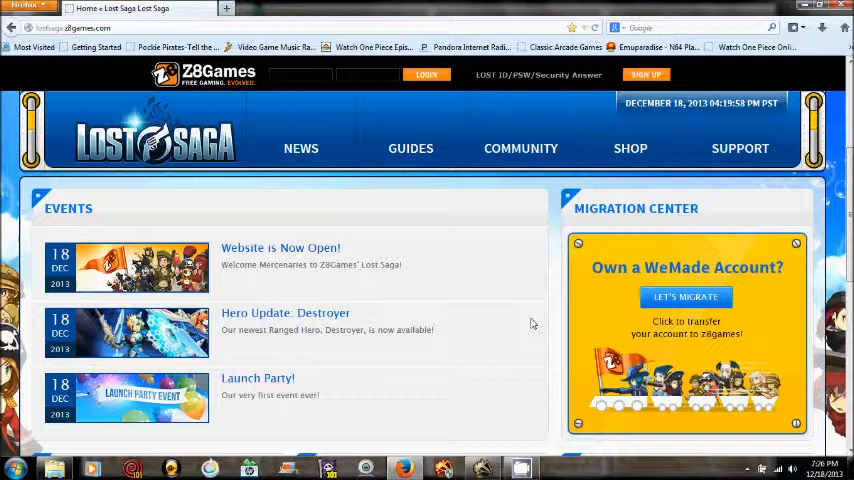 Firefox
Home « Lost Saga Lost Saga
lostsaga.z8games.com
Google
Most Visited
Getting Started
Pockie Pirates-Tell the ...
Video Game Music Ra...
Watch One Piece Epis...
Pandora Internet Radi...
Classic Arcade Games
Emuparadise - N64 Pla...
Watch One Piece Onli...
Z8Games
FREE GAMING. EVOLVED.
LOGIN
LOST ID/PSW/Security Answer
SIGN UP
DECEMBER 18, 2013 04:19:58 PM PST
LOST SAGA
NEWS
GUIDES
COMMUNITY
SHOP
SUPPORT
EVENTS
18
DEC
2013
Website is Now Open!
Welcome Mercenaries to Z8Games' Lost Saga!
18
DEC
2013
Hero Update: Destroyer
Our newest Ranged Hero, Destroyer, is now available!
18
DEC
2013
LAUNCH PARTY EVENT
Launch Party!
Our very first event ever!
MIGRATION CENTER
Own a WeMade Account?
LET'S MIGRATE
Click to transfer
your account to z8games!
7:26 PM
12/18/2013